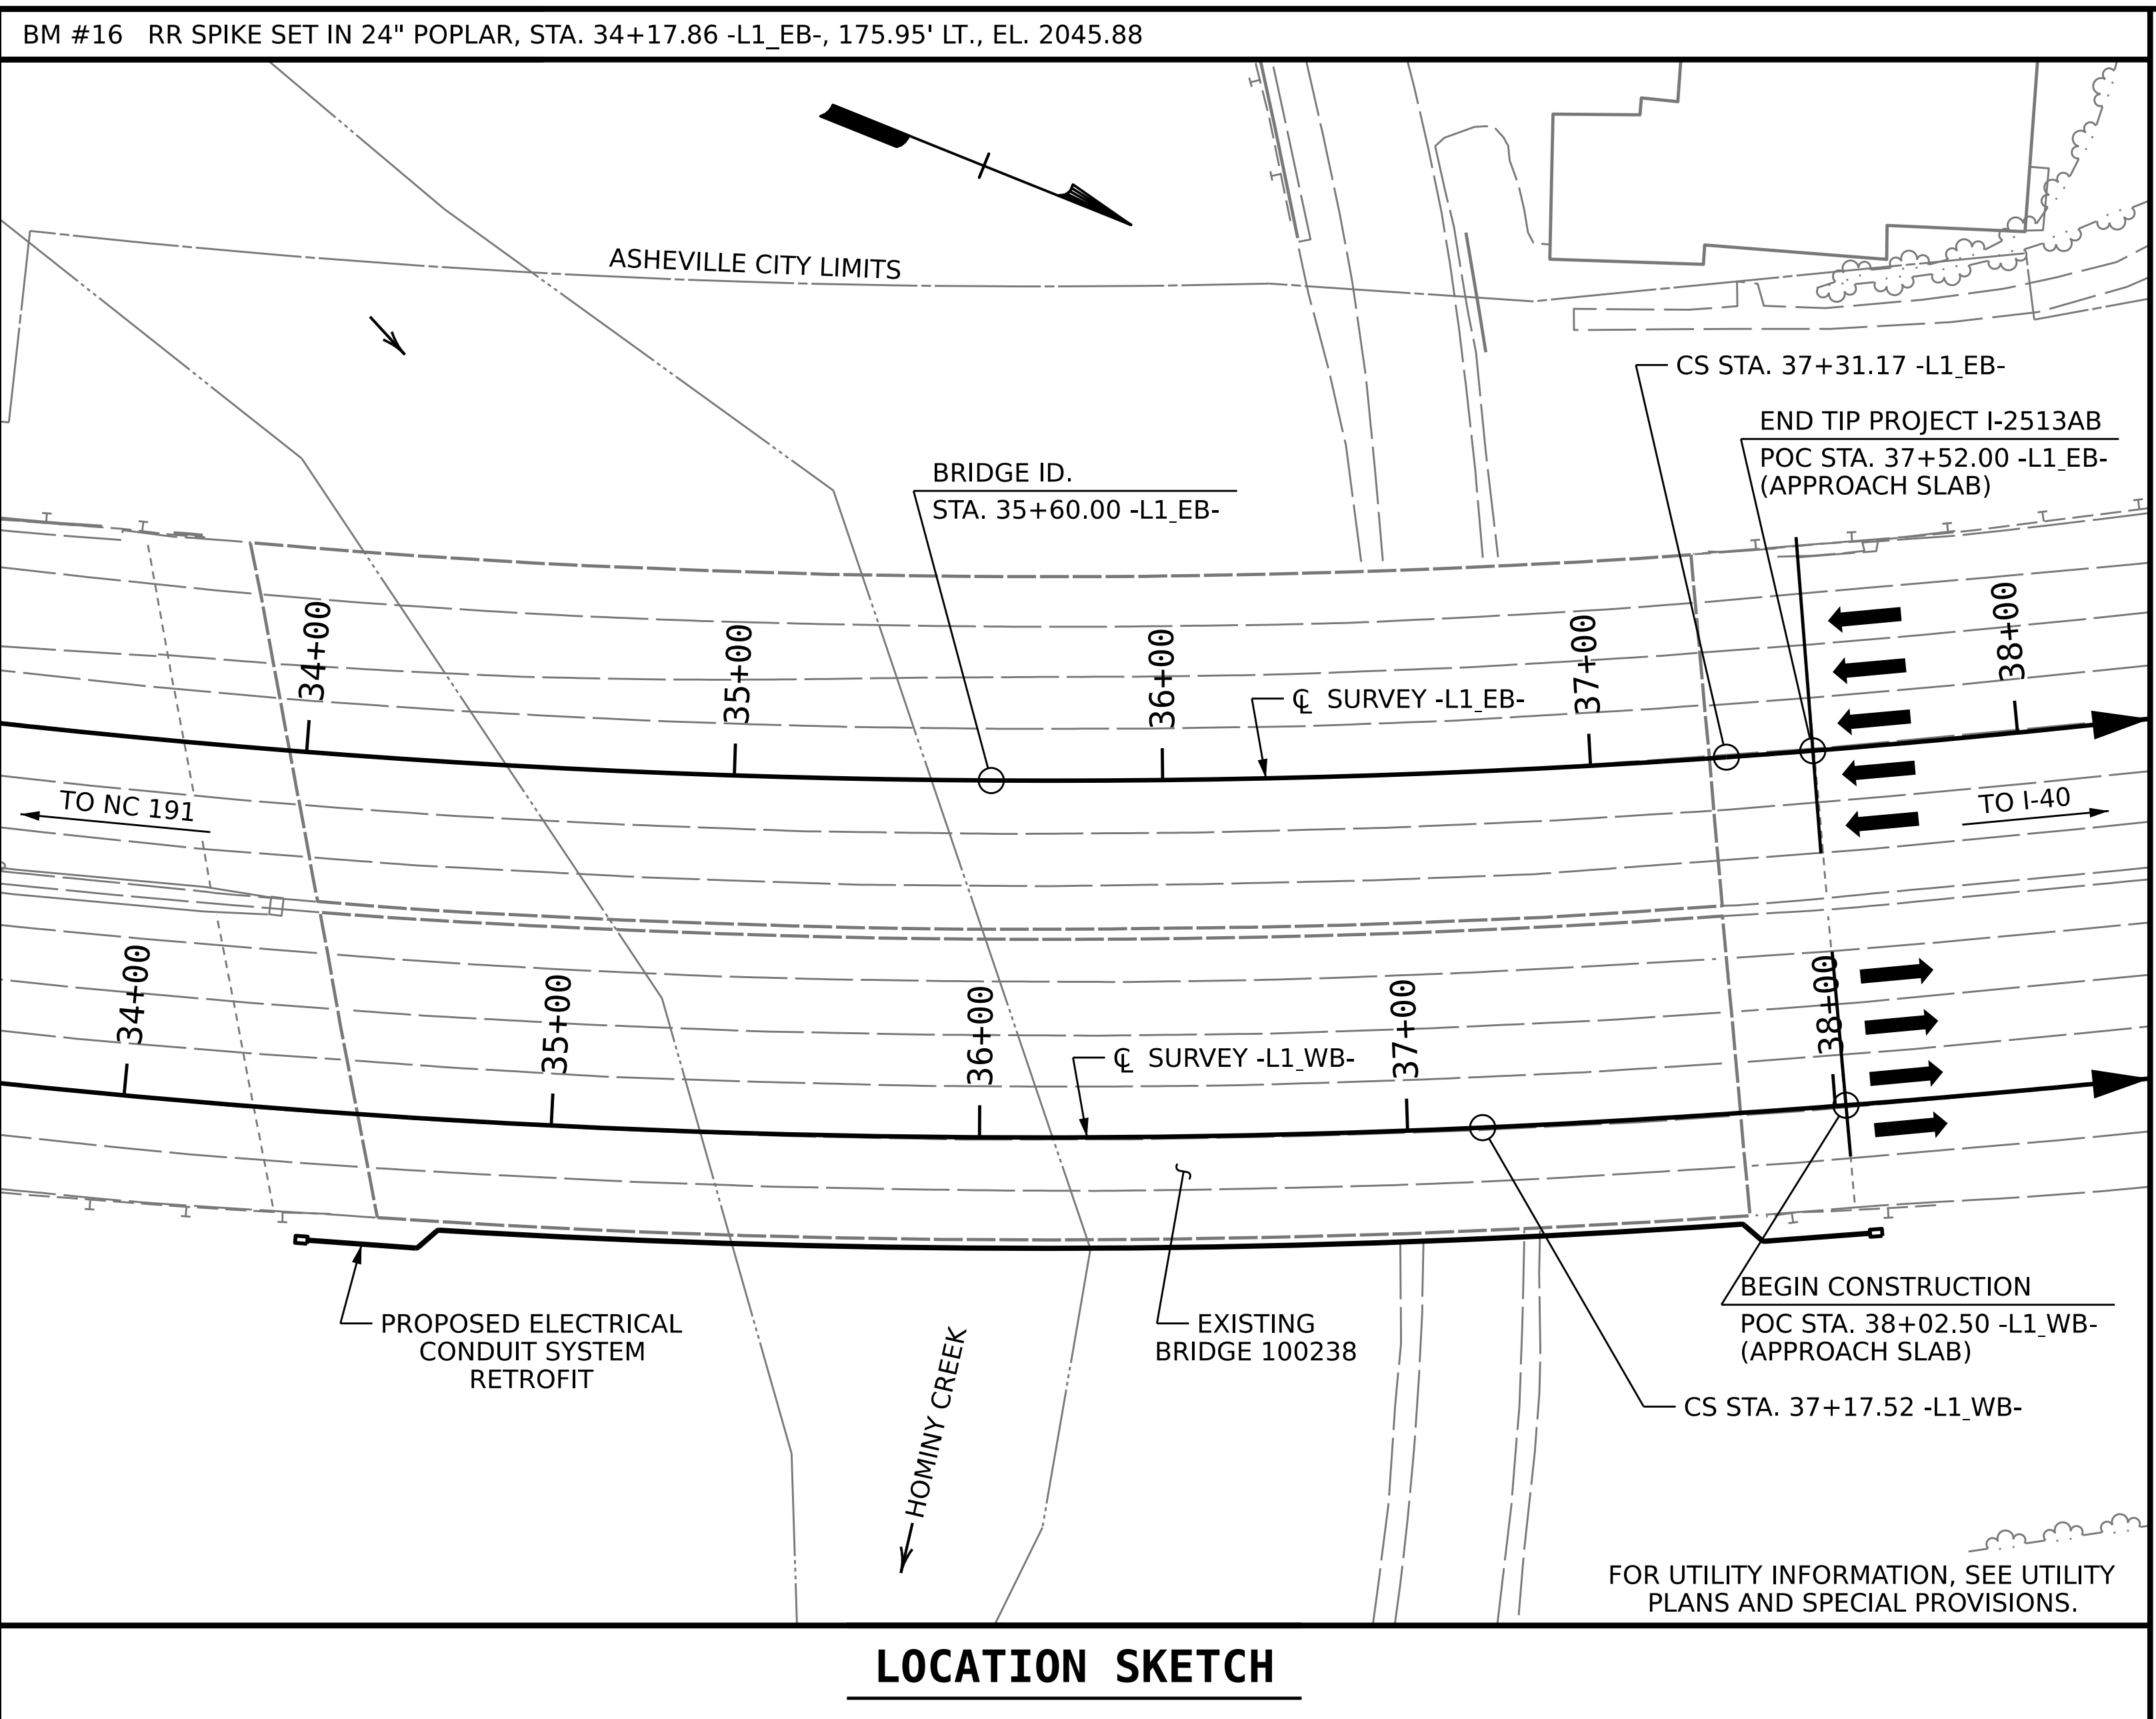 BM #16 RR SPIKE SET IN 24" POPLAR, STA. 34+17.86 -L1_EB-, 175.95' LT., EL. 2045.88
ASHEVILLE CITY LIMITS
CS STA. 37+31.17 -L1_EB-
END TIP PROJECT I-2513AB
POC STA. 37+52.00 -L1_EB-
(APPROACH SLAB)
BRIDGE ID.
STA. 35+60.00 -L1_EB-
34+00
35+00
36+00
37+00
38+00
℄ SURVEY -L1_EB-
TO NC 191
TO I-40
34+00
35+00
36+00
37+00
38+00
℄ SURVEY -L1_WB-
PROPOSED ELECTRICAL
CONDUIT SYSTEM
RETROFIT
HOMINY CREEK
EXISTING
BRIDGE 100238
BEGIN CONSTRUCTION
POC STA. 38+02.50 -L1_WB-
(APPROACH SLAB)
CS STA. 37+17.52 -L1_WB-
FOR UTILITY INFORMATION, SEE UTILITY
PLANS AND SPECIAL PROVISIONS.
LOCATION SKETCH